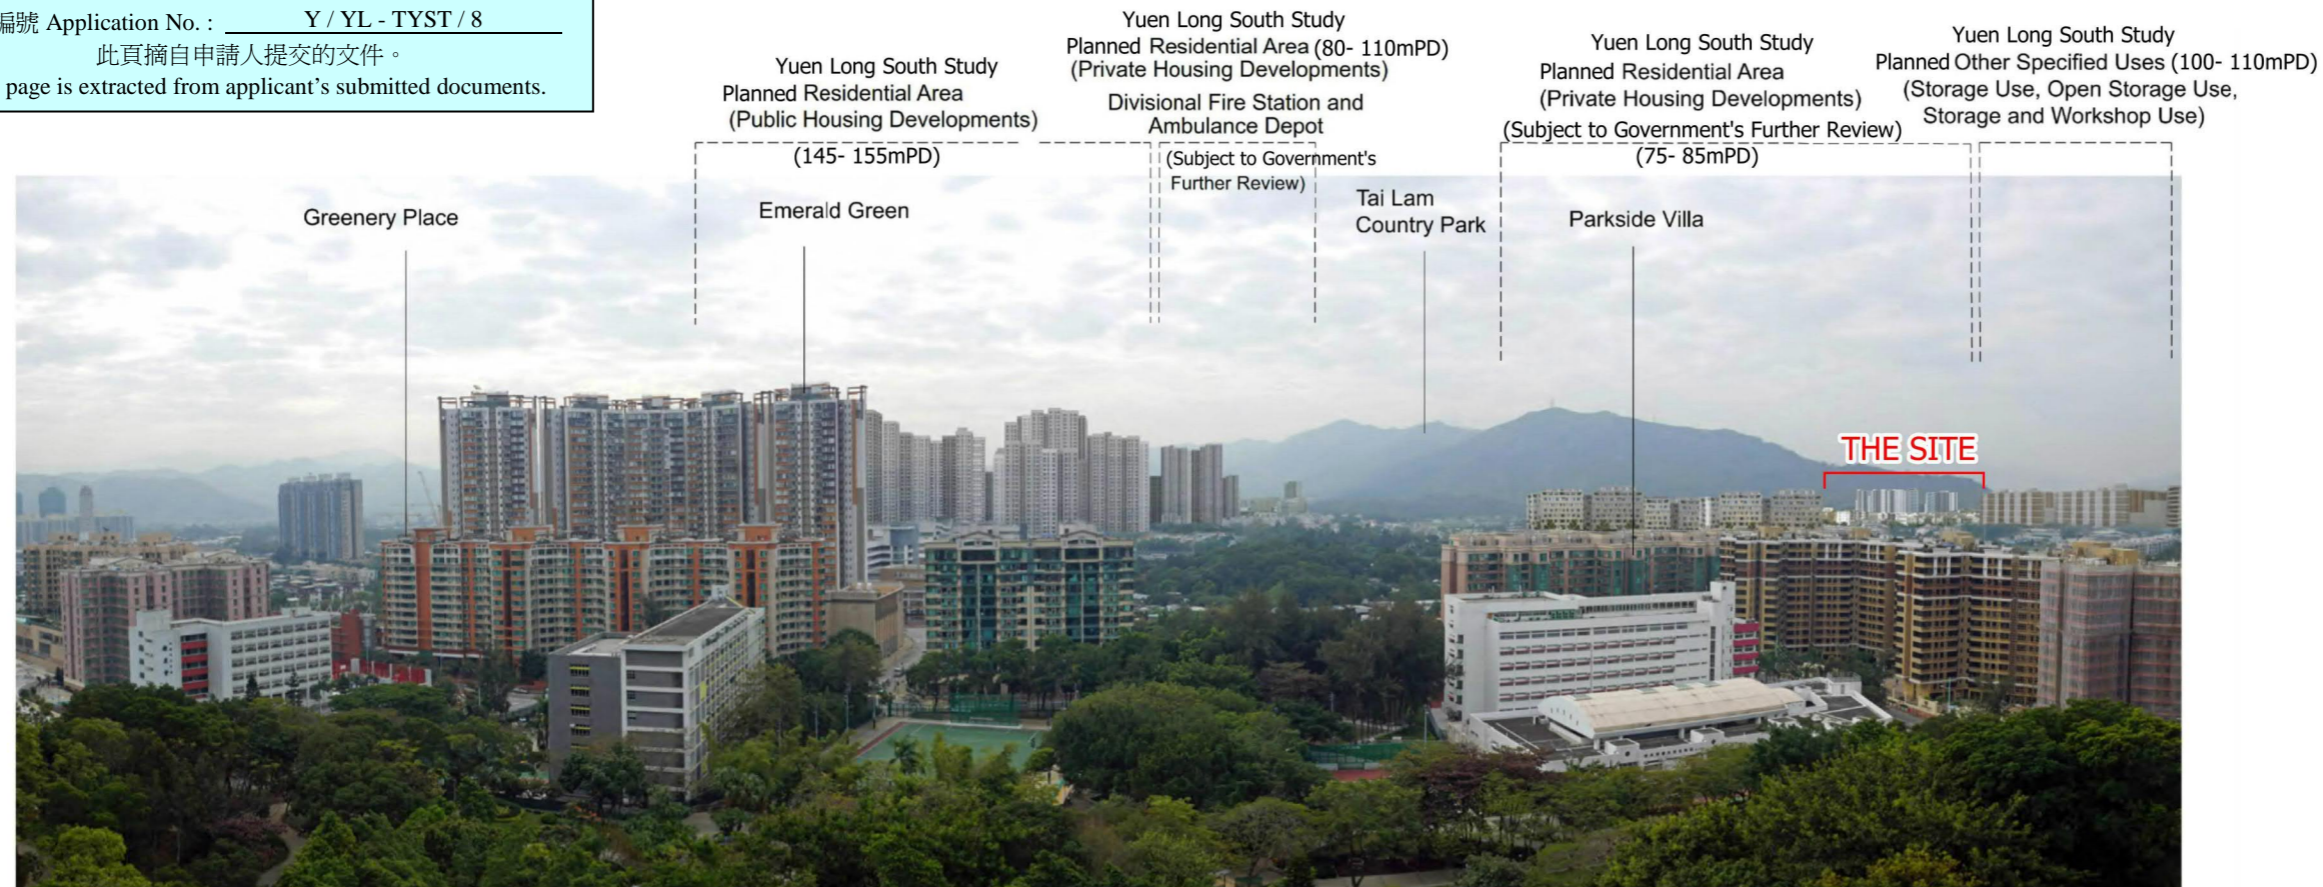 編號 Application No. : Y / YL - TYST / 8
此頁摘自申請人提交的文件。
page is extracted from applicant's submitted documents.
Yuen Long South Study
Planned Residential Area
(Public Housing Developments)
(145- 155mPD)
Yuen Long South Study
Planned Residential Area (80- 110mPD)
(Private Housing Developments)
Divisional Fire Station and
Ambulance Depot
(Subject to Government's
Further Review)
Yuen Long South Study
Planned Residential Area
(Private Housing Developments)
(Subject to Government's Further Review)
(75- 85mPD)
Yuen Long South Study
Planned Other Specified Uses (100- 110mPD)
(Storage Use, Open Storage Use,
Storage and Workshop Use)
Greenery Place
Emerald Green
Tai Lam
Country Park
Parkside Villa
THE SITE